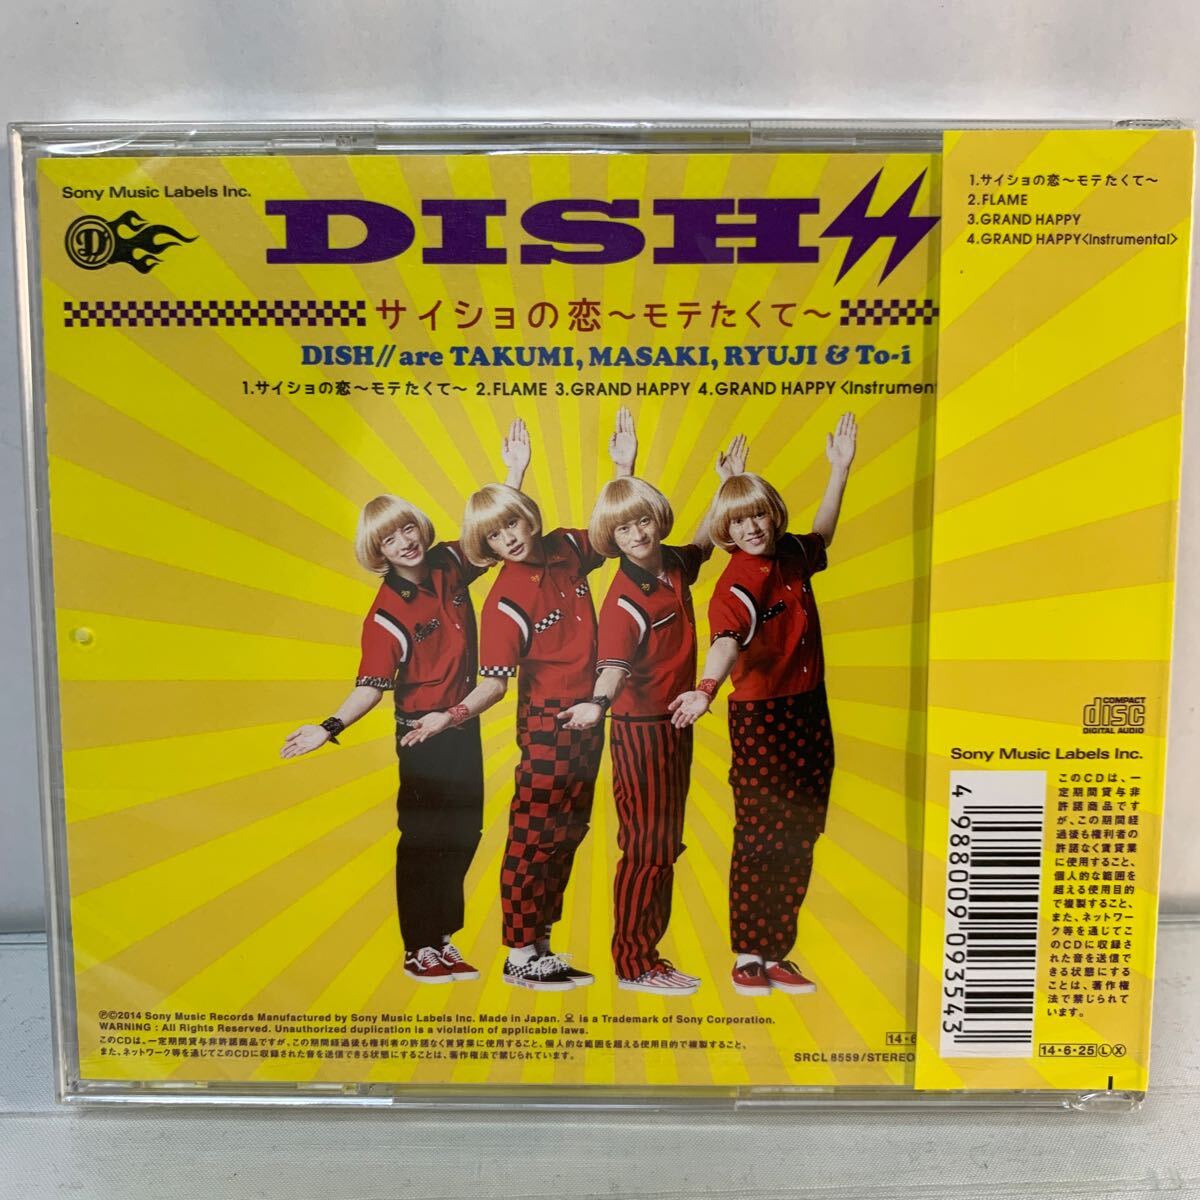 Sony Music Labels Inc.
D//
DISH//
サイショの恋〜モテたくて〜
DISH// are TAKUMI, MASAKI, RYUJI & To-i
1.サイショの恋〜モテたくて〜 2.FLAME 3.GRAND HAPPY 4.GRAND HAPPY<Instrument
℗©2014 Sony Music Records Manufactured by Sony Music Labels Inc. Made in Japan. is a Trademark of Sony Corporation.
WARNING : All Rights Reserved. Unauthorized duplication is a violation of applicable laws.
このCDは、一定期間貸与非許諾商品ですが、この期間経過後も権利者の許諾なく賃貸業に使用すること、個人的な範囲を超える使用目的で複製すること、
また、ネットワーク等を通じてこのCDに収録された音を送信できる状態にすることは、著作権法で禁じられています。
14・6
SRCL 8559/STEREO
1.サイショの恋〜モテたくて〜
2.FLAME
3.GRAND HAPPY
4.GRAND HAPPY<Instrumental>
COMPACT
disc
DIGITAL AUDIO
Sony Music Labels Inc.
4 988009 093543
このCDは、一
定期間貸与非
許諾商品です
が、この期間経
過後も権利者の
許諾なく賃貸業
に使用すること、
個人的な範囲を
超える使用目的
で複製すること、
また、ネットワー
ク等を通じてこ
のCDに収録され
た音を送信で
きる状態にする
ことは、著作権
法で禁じられて
います。
14・6・25 Ⓛ Ⓧ